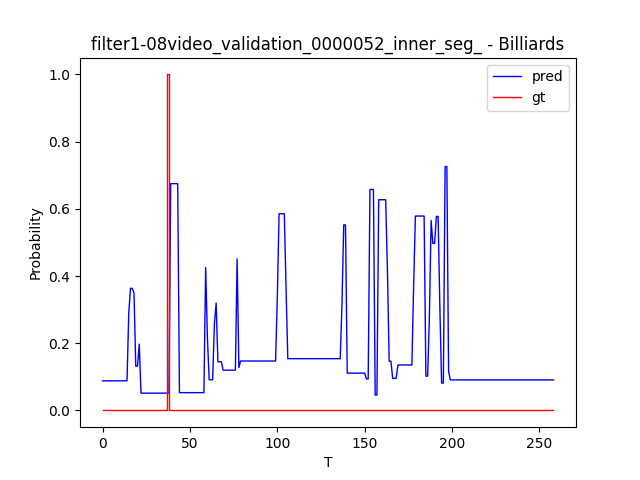 filter1-08video_validation_0000052_inner_seg_ - Billiards
pred
gt
1.0
0.8
0.6
0.4
0.2
0.0
Probability
0
50
100
150
200
250
T